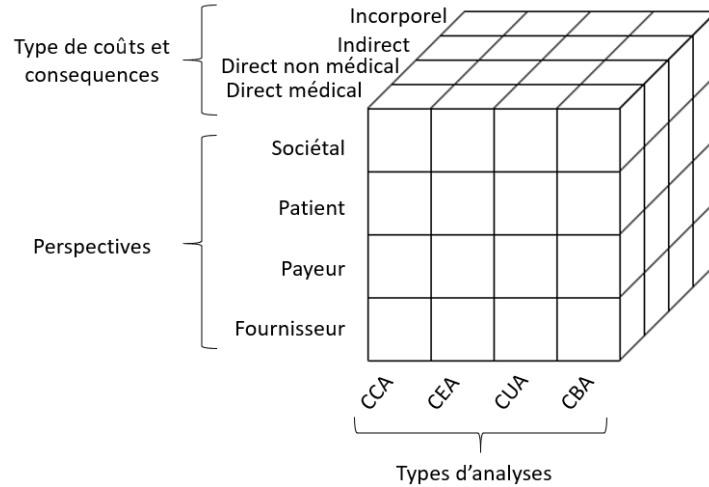 Incorporel
Type de coûts et
consequences
Indirect
Direct non médical
Direct médical
Sociétal
Patient
Perspectives
Payeur
Fournisseur
CCA
CEA
CUA
CBA
Types d’analyses